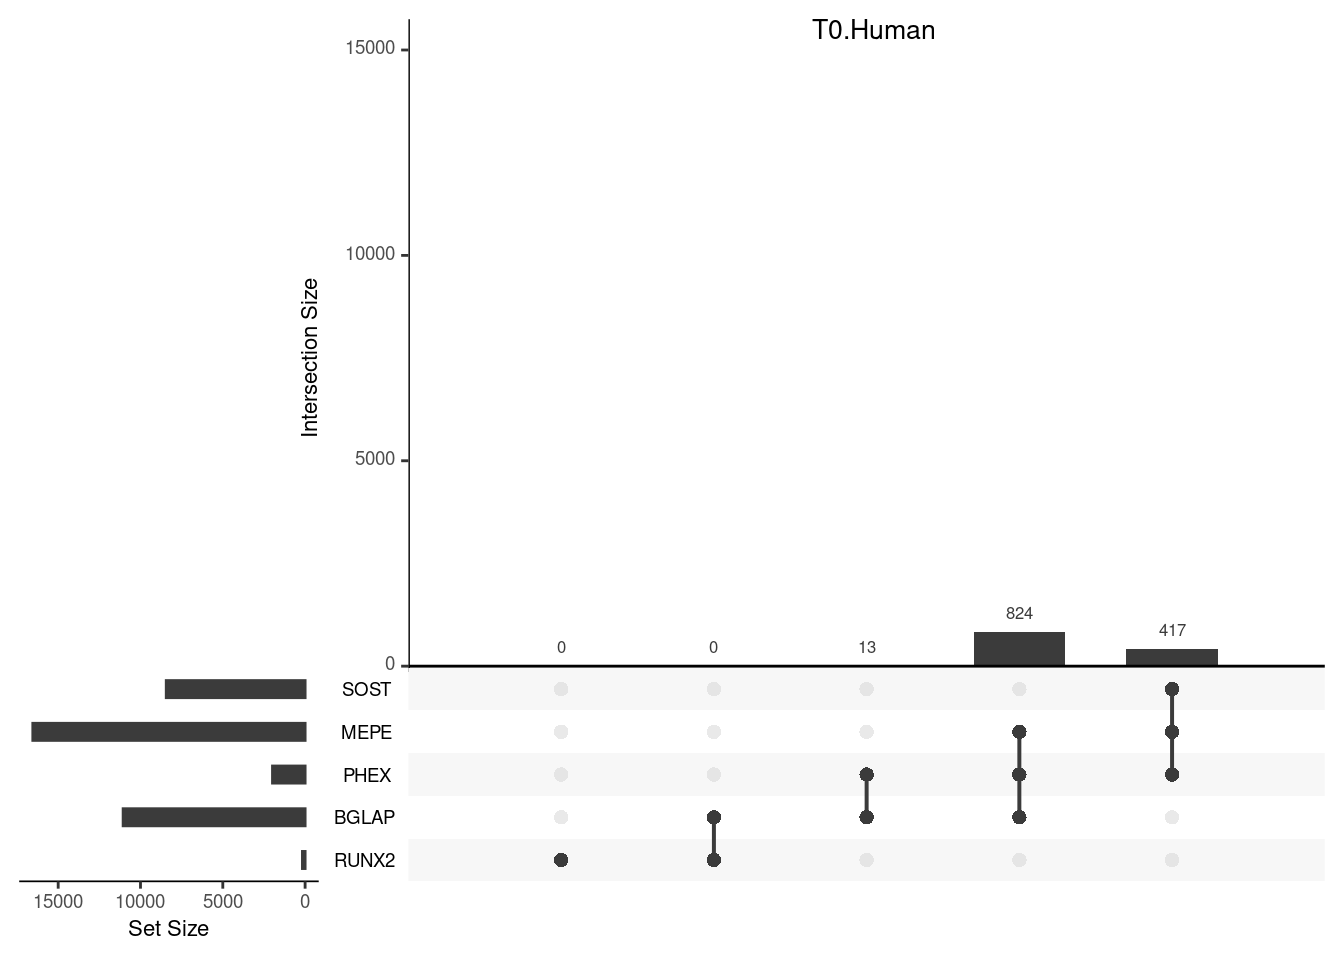 T0.Human
15000
10000
5000
0
Intersection Size
0
0
13
824
417
SOST
MEPE
PHEX
BGLAP
RUNX2
15000
10000
5000
0
Set Size